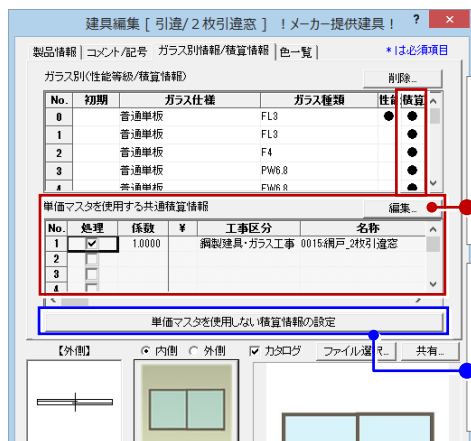 建具編集 [ 引違/2枚引違窓 ] ！メーカー提供建具！ ? ×
製品情報 コメント/記号 ガラス別情報/積算情報 色一覧 *は必須項目
ガラス別(性能等級/積算情報) 削除...
No. 初期 ガラス仕様 ガラス種類 性能 積算
0 普通単板 FL3 ● ●
1 普通単板 FL3 ●
2 普通単板 F4 ●
3 普通単板 PW6.8 ●
4 普通単板 FW6.8 ●
単価マスタを使用する共通積算情報 編集...
No. 処理 係数 ¥ 工事区分 名称
1 1.0000 鋼製建具・ガラス工事 0015:網戸_2枚引違窓
2
3
4
単価マスタを使用しない積算情報の設定
【外側】 内側 外側 カタログ ファイル選択... 共有...